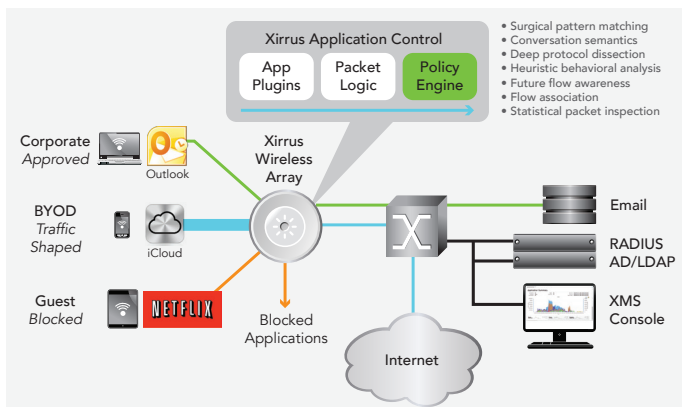 Xirrus Application Control
App
Plugins
Packet
Logic
Policy
Engine
• Surgical pattern matching
• Conversation semantics
• Deep protocol dissection
• Heuristic behavioral analysis
• Future flow awareness
• Flow association
• Statistical packet inspection
Corporate
Approved
Outlook
Xirrus
Wireless
Array
BYOD
Traffic
Shaped
iCloud
Guest
Blocked
NETFLIX
Blocked
Applications
Internet
Email
RADIUS
AD/LDAP
XMS
Console